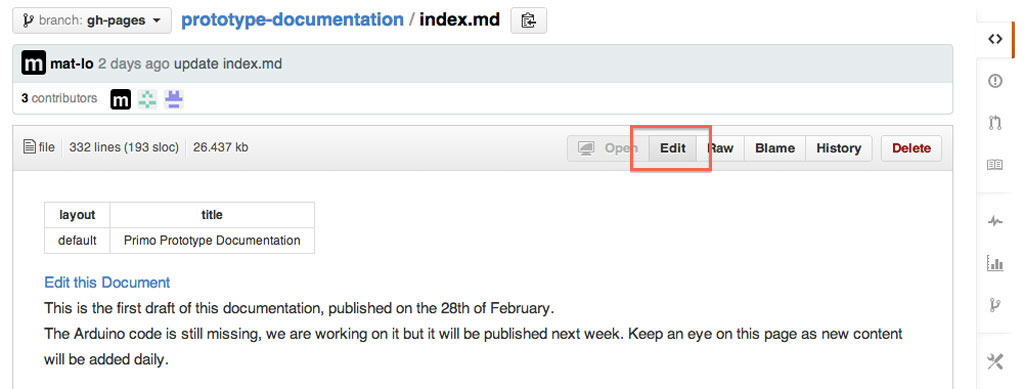 branch: gh-pages prototype-documentation / index.md
m mat-lo 2 days ago update index.md
3 contributors m
file 332 lines (193 sloc) 26.437 kb Open Edit Raw Blame History Delete
layout title
default Primo Prototype Documentation
Edit this Document
This is the first draft of this documentation, published on the 28th of February.
The Arduino code is still missing, we are working on it but it will be published next week. Keep an eye on this page as new content
will be added daily.